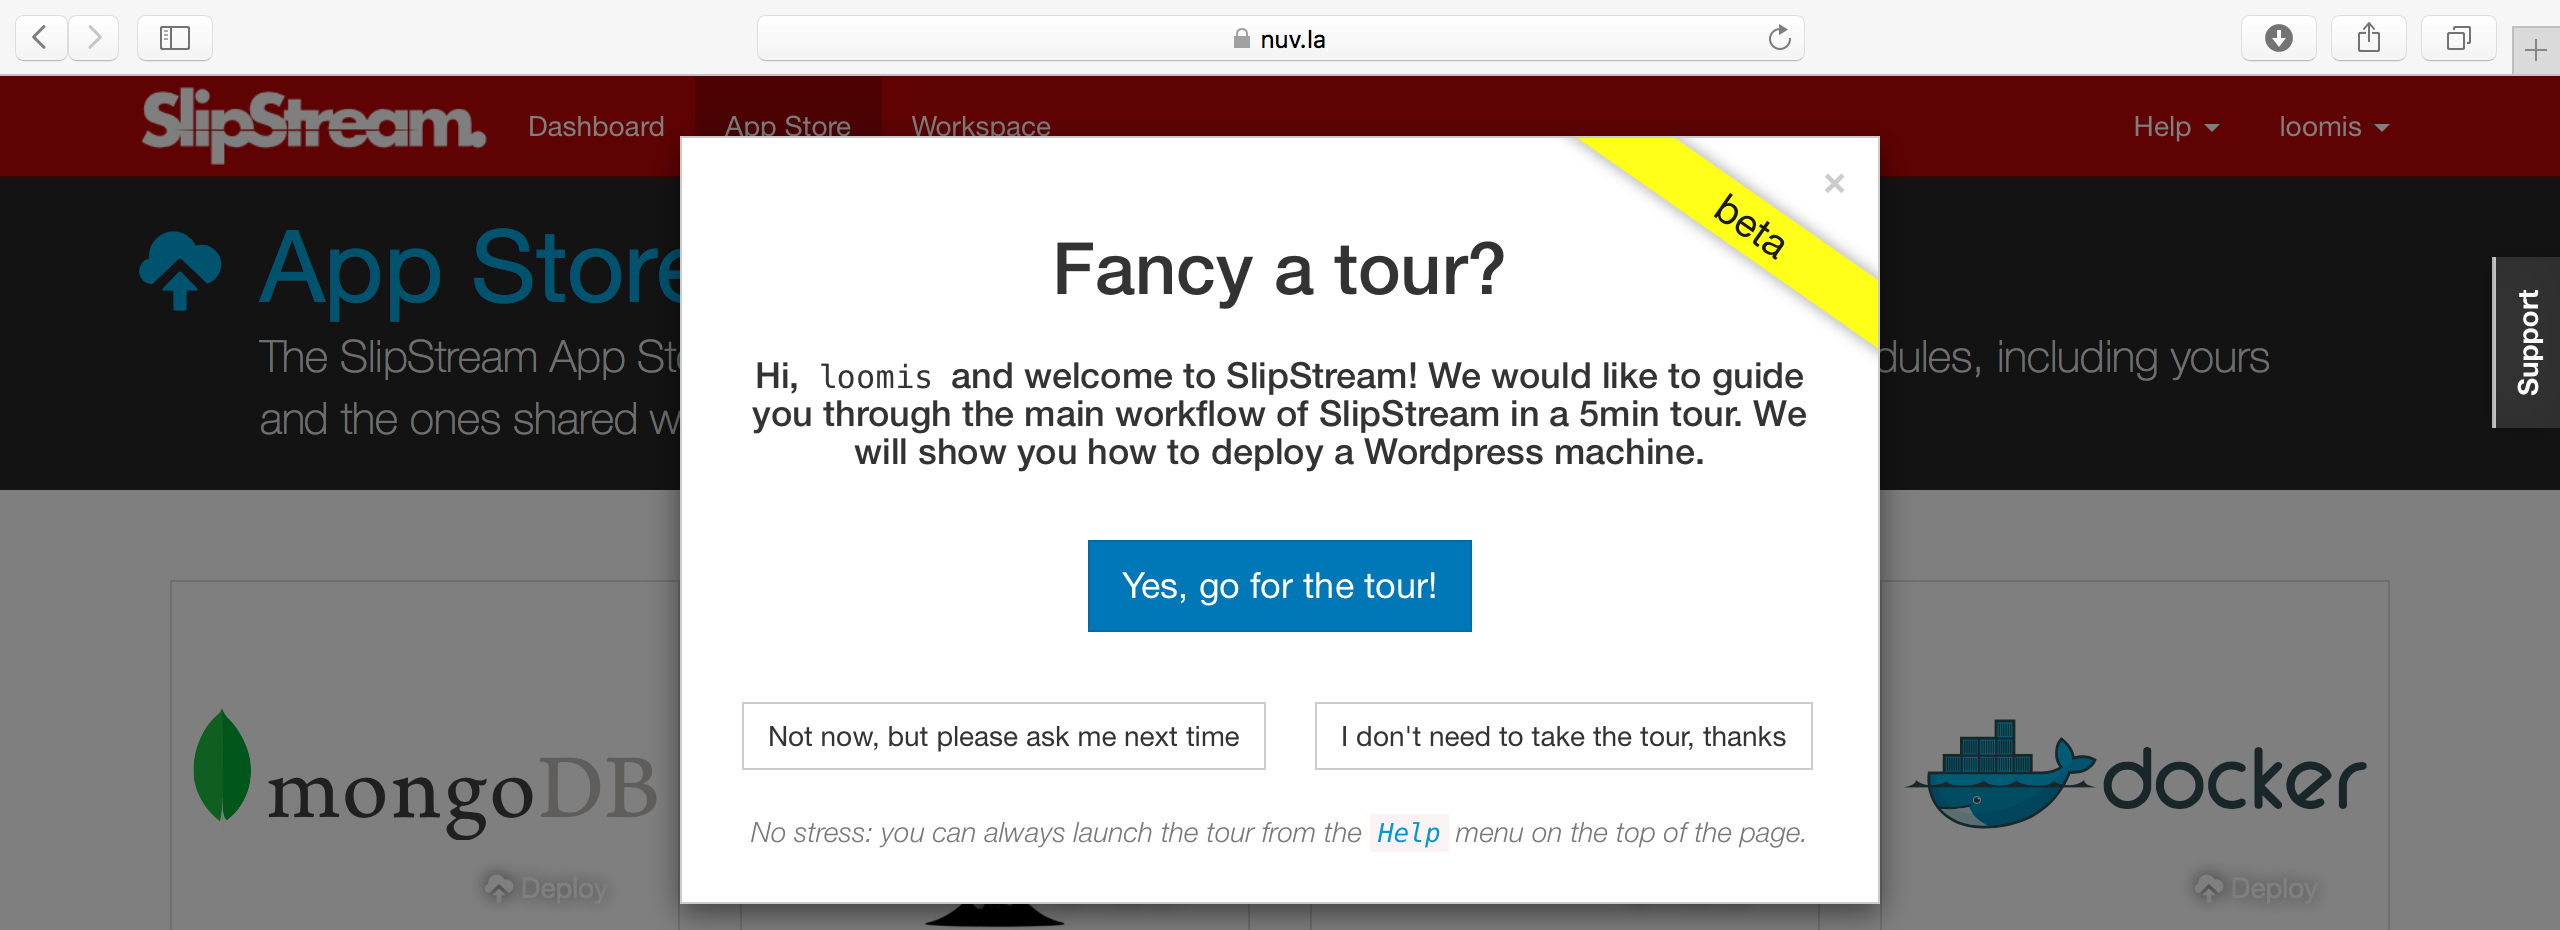 nuv.la
SlipStream.
Dashboard
App Store
Workspace
Help
loomis
App Store
The SlipStream App
dules, including yours
and the ones shared
Support
beta
×
Fancy a tour?
Hi, loomis and welcome to SlipStream! We would like to guide
you through the main workflow of SlipStream in a 5min tour. We
will show you how to deploy a Wordpress machine.
Yes, go for the tour!
Not now, but please ask me next time
I don't need to take the tour, thanks
No stress: you can always launch the tour from the Help menu on the top of the page.
mongoDB
Deploy
docker
Deploy